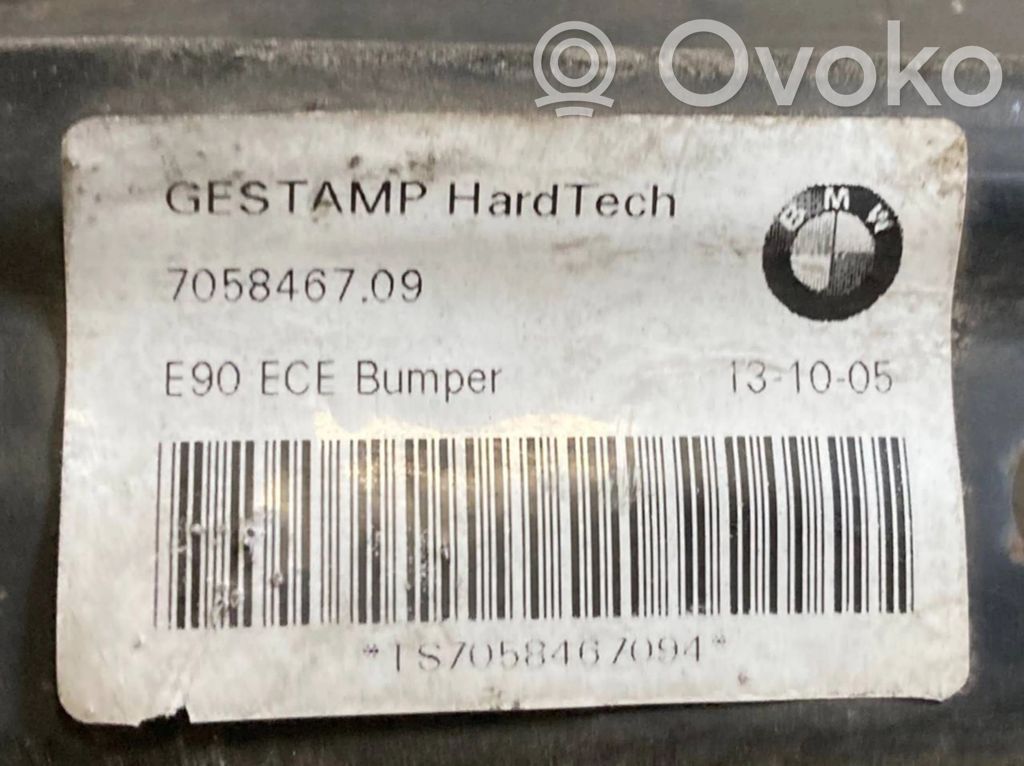 Ovoko
GESTAMP HardTech
BMW
7058467.09
E90 ECE Bumper 13-10-05
*TS7058467094*